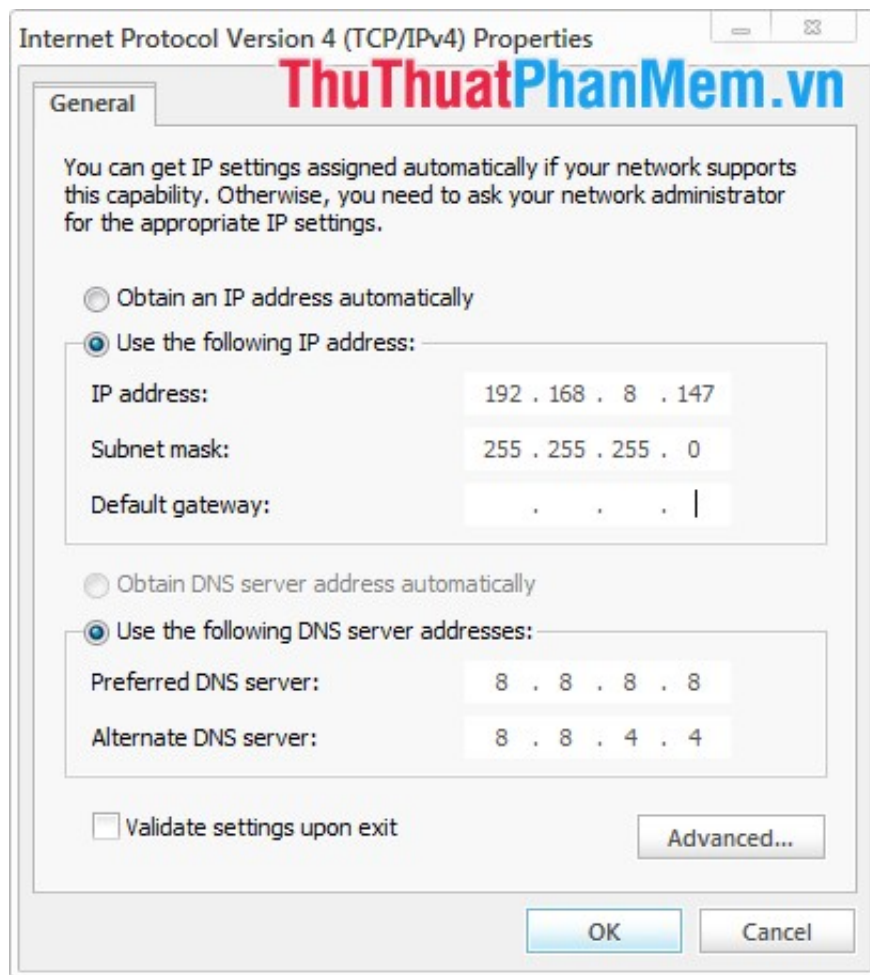 Internet Protocol Version 4 (TCP/IPv4) Properties
ThuThuatPhanMem.vn
General
You can get IP settings assigned automatically if your network supports
this capability. Otherwise, you need to ask your network administrator
for the appropriate IP settings.
Obtain an IP address automatically
Use the following IP address:
IP address: 192 . 168 . 8 . 147
Subnet mask: 255 . 255 . 255 . 0
Default gateway: . . .
Obtain DNS server address automatically
Use the following DNS server addresses:
Preferred DNS server: 8 . 8 . 8 . 8
Alternate DNS server: 8 . 8 . 4 . 4
Validate settings upon exit
Advanced...
OK Cancel